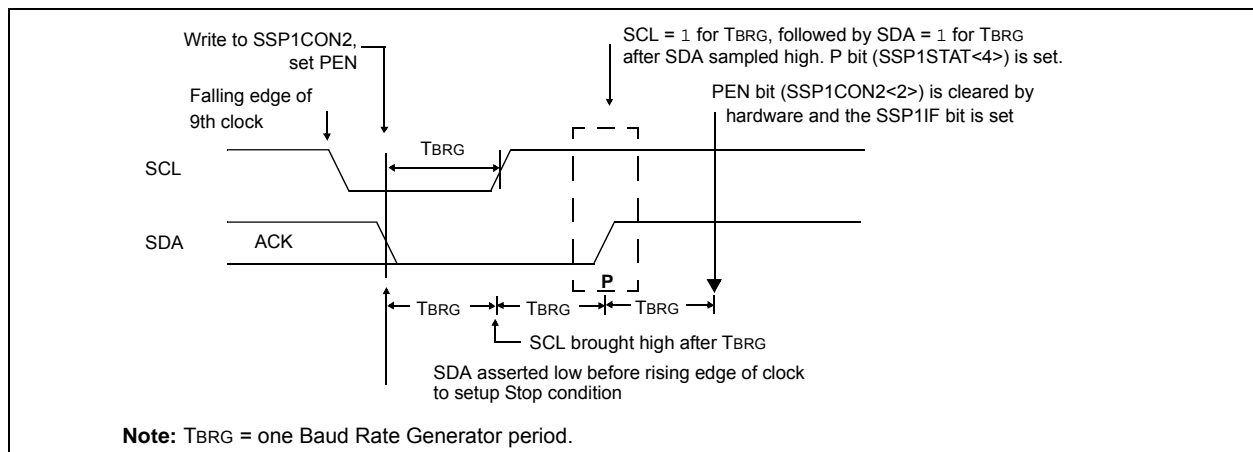 Write to SSP1CON2,
set PEN
SCL = 1 for TBRG, followed by SDA = 1 for TBRG
after SDA sampled high. P bit (SSP1STAT<4>) is set.
Falling edge of
9th clock
PEN bit (SSP1CON2<2>) is cleared by
hardware and the SSP1IF bit is set
TBRG
SCL
SDA
ACK
P
TBRG
TBRG
TBRG
SCL brought high after TBRG
SDA asserted low before rising edge of clock
to setup Stop condition
Note: TBRG = one Baud Rate Generator period.